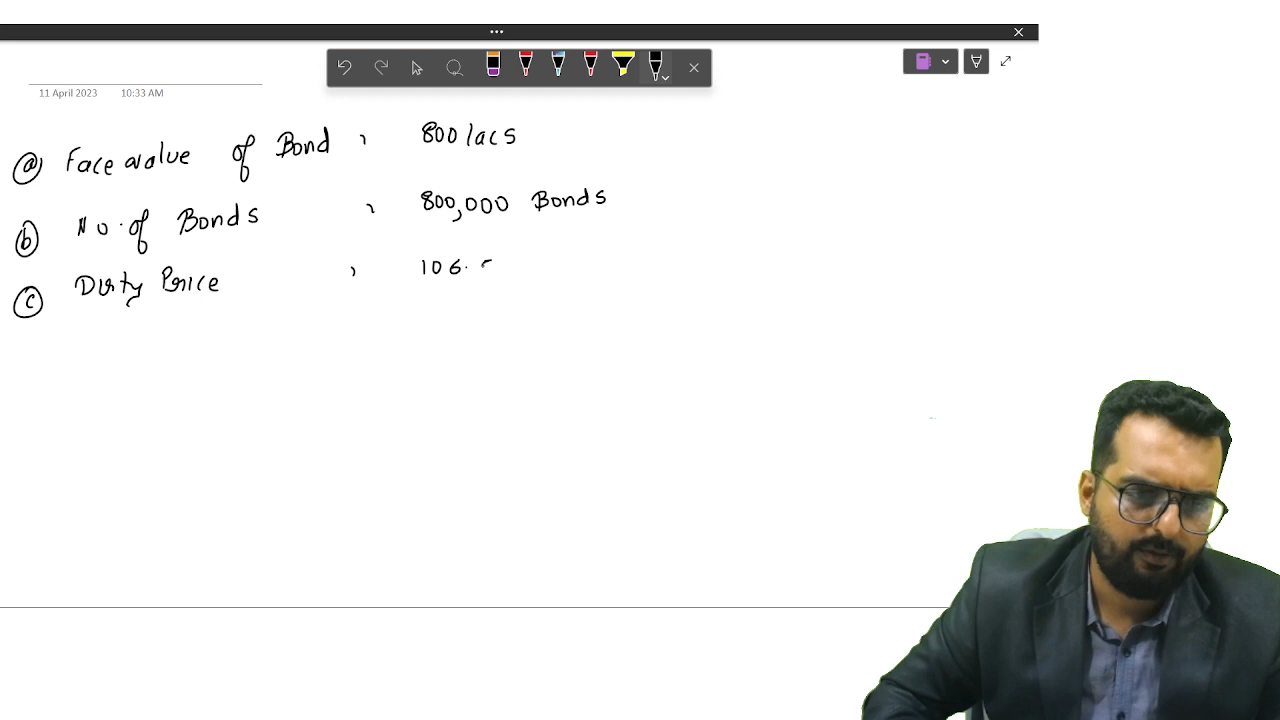 11 April 2023 10:33 AM
a Face value of Bond , 800 lacs
b No. of Bonds , 800,000 Bonds
c Dirty Price , 106.